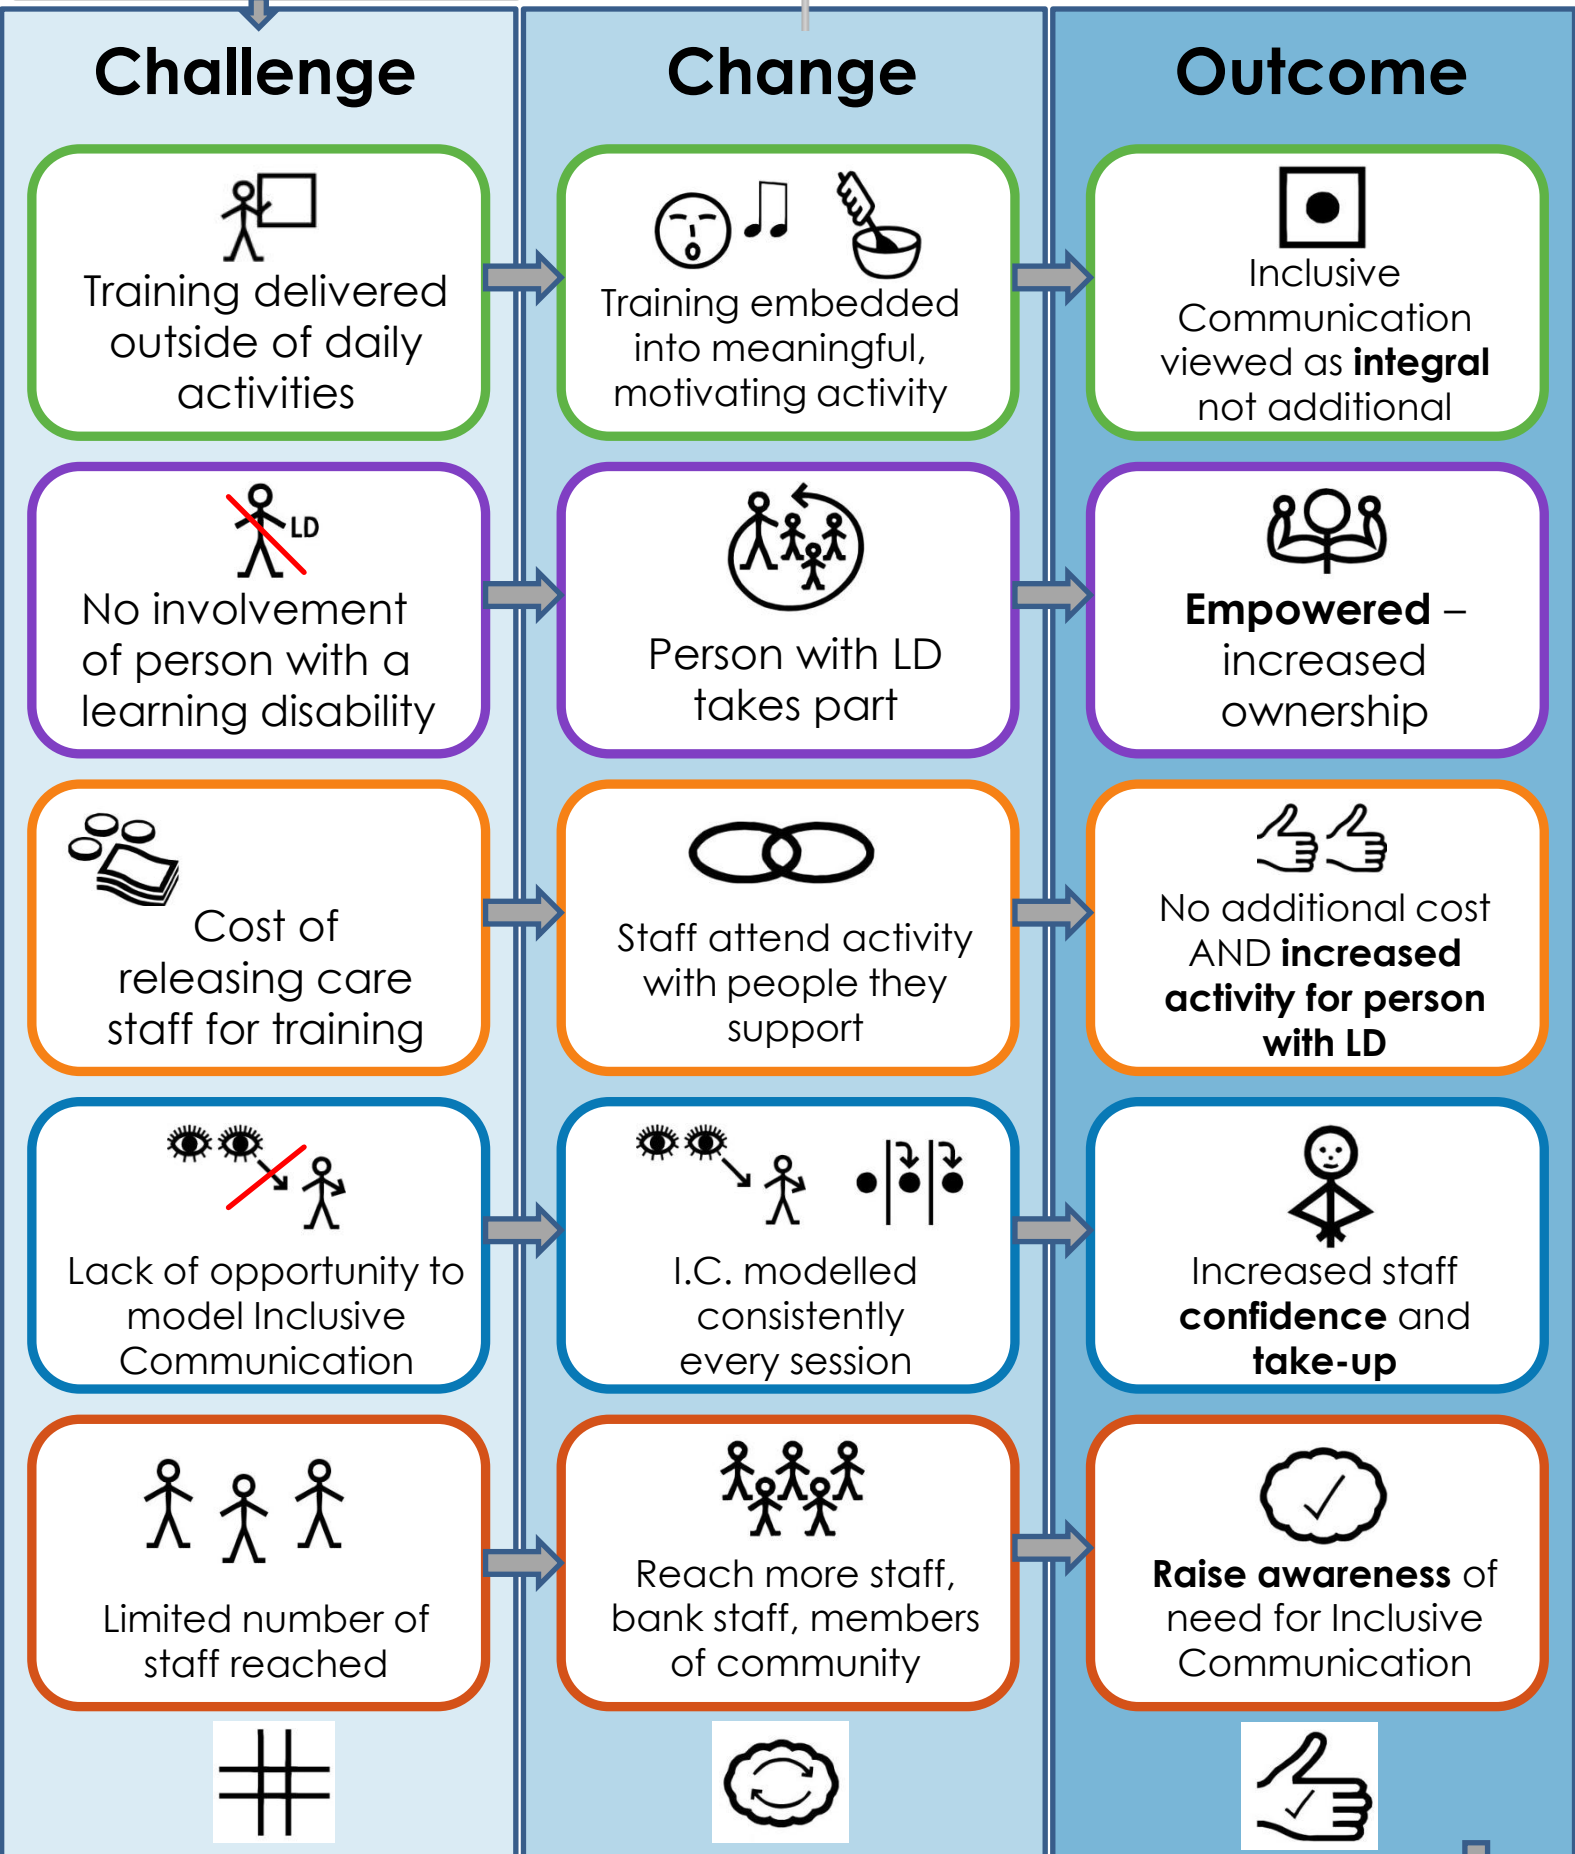 Challenge
Change
Outcome
Training delivered
outside of daily
activities
Training embedded
into meaningful,
motivating activity
Inclusive
Communication
viewed as integral
not additional
LD
No involvement
of person with a
learning disability
Person with LD
takes part
Empowered –
increased
ownership
Cost of
releasing care
staff for training
Staff attend activity
with people they
support
No additional cost
AND increased
activity for person
with LD
Lack of opportunity to
model Inclusive
Communication
I.C. modelled
consistently
every session
Increased staff
confidence and
take-up
Limited number of
staff reached
Reach more staff,
bank staff, members
of community
Raise awareness of
need for Inclusive
Communication